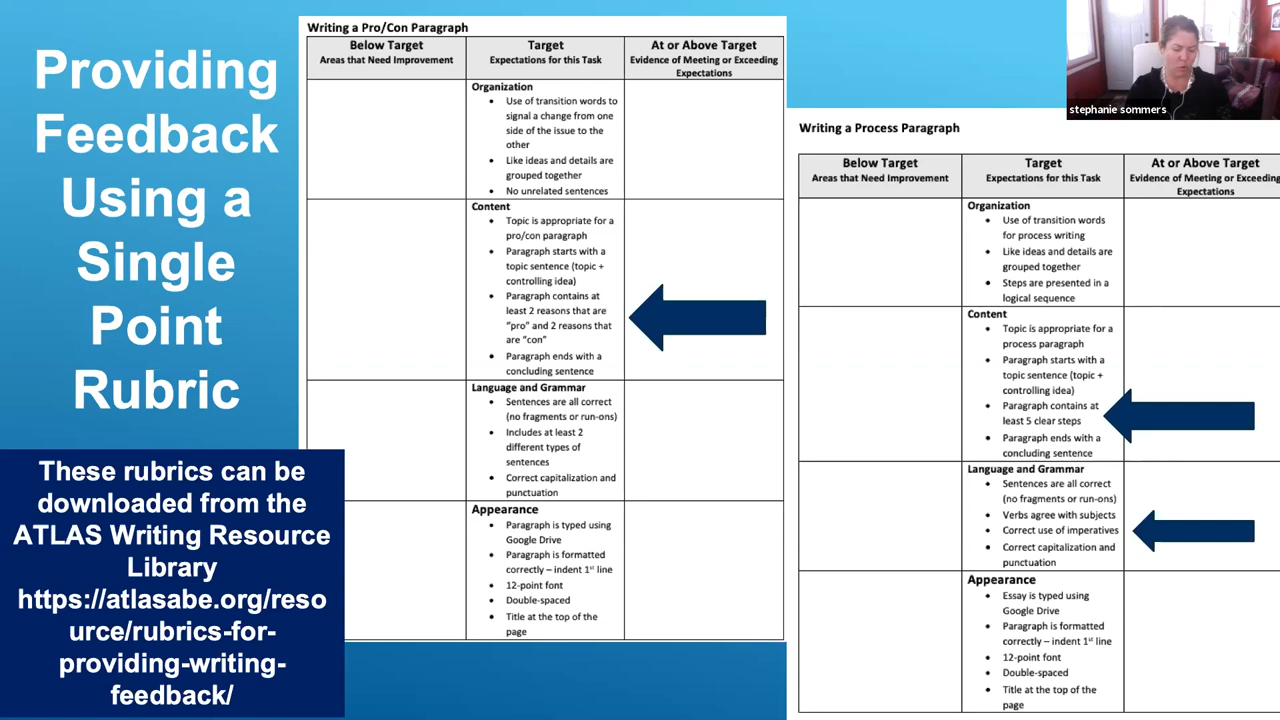 Providing
Feedback
Using a
Single
Point
Rubric
These rubrics can be
downloaded from the
ATLAS Writing Resource
Library
https://atlasabe.org/reso
urce/rubrics-for-
providing-writing-
feedback/
Writing a Pro/Con Paragraph
Below Target
Areas that Need Improvement
Target
Expectations for this Task
At or Above Target
Evidence of Meeting or Exceeding
Expectations
Organization
• Use of transition words to
signal a change from one
side of the issue to the
other
• Like ideas and details are
grouped together
• No unrelated sentences
Content
• Topic is appropriate for a
pro/con paragraph
• Paragraph starts with a
topic sentence (topic +
controlling idea)
• Paragraph contains at
least 2 reasons that are
“pro” and 2 reasons that
are “con”
• Paragraph ends with a
concluding sentence
Language and Grammar
• Sentences are all correct
(no fragments or run-ons)
• Includes at least 2
different types of
sentences
• Correct capitalization and
punctuation
Appearance
• Paragraph is typed using
Google Drive
• Paragraph is formatted
correctly – indent 1st line
• 12-point font
• Double-spaced
• Title at the top of the
page
stephanie sommers
Writing a Process Paragraph
Below Target
Areas that Need Improvement
Target
Expectations for this Task
At or Above Target
Evidence of Meeting or Exceeding
Expectations
Organization
• Use of transition words
for process writing
• Like ideas and details are
grouped together
• Steps are presented in a
logical sequence
Content
• Topic is appropriate for a
process paragraph
• Paragraph starts with a
topic sentence (topic +
controlling idea)
• Paragraph contains at
least 5 clear steps
• Paragraph ends with a
concluding sentence
Language and Grammar
• Sentences are all correct
(no fragments or run-ons)
• Verbs agree with subjects
• Correct use of imperatives
• Correct capitalization and
punctuation
Appearance
• Essay is typed using
Google Drive
• Paragraph is formatted
correctly – indent 1st line
• 12-point font
• Double-spaced
• Title at the top of the
page